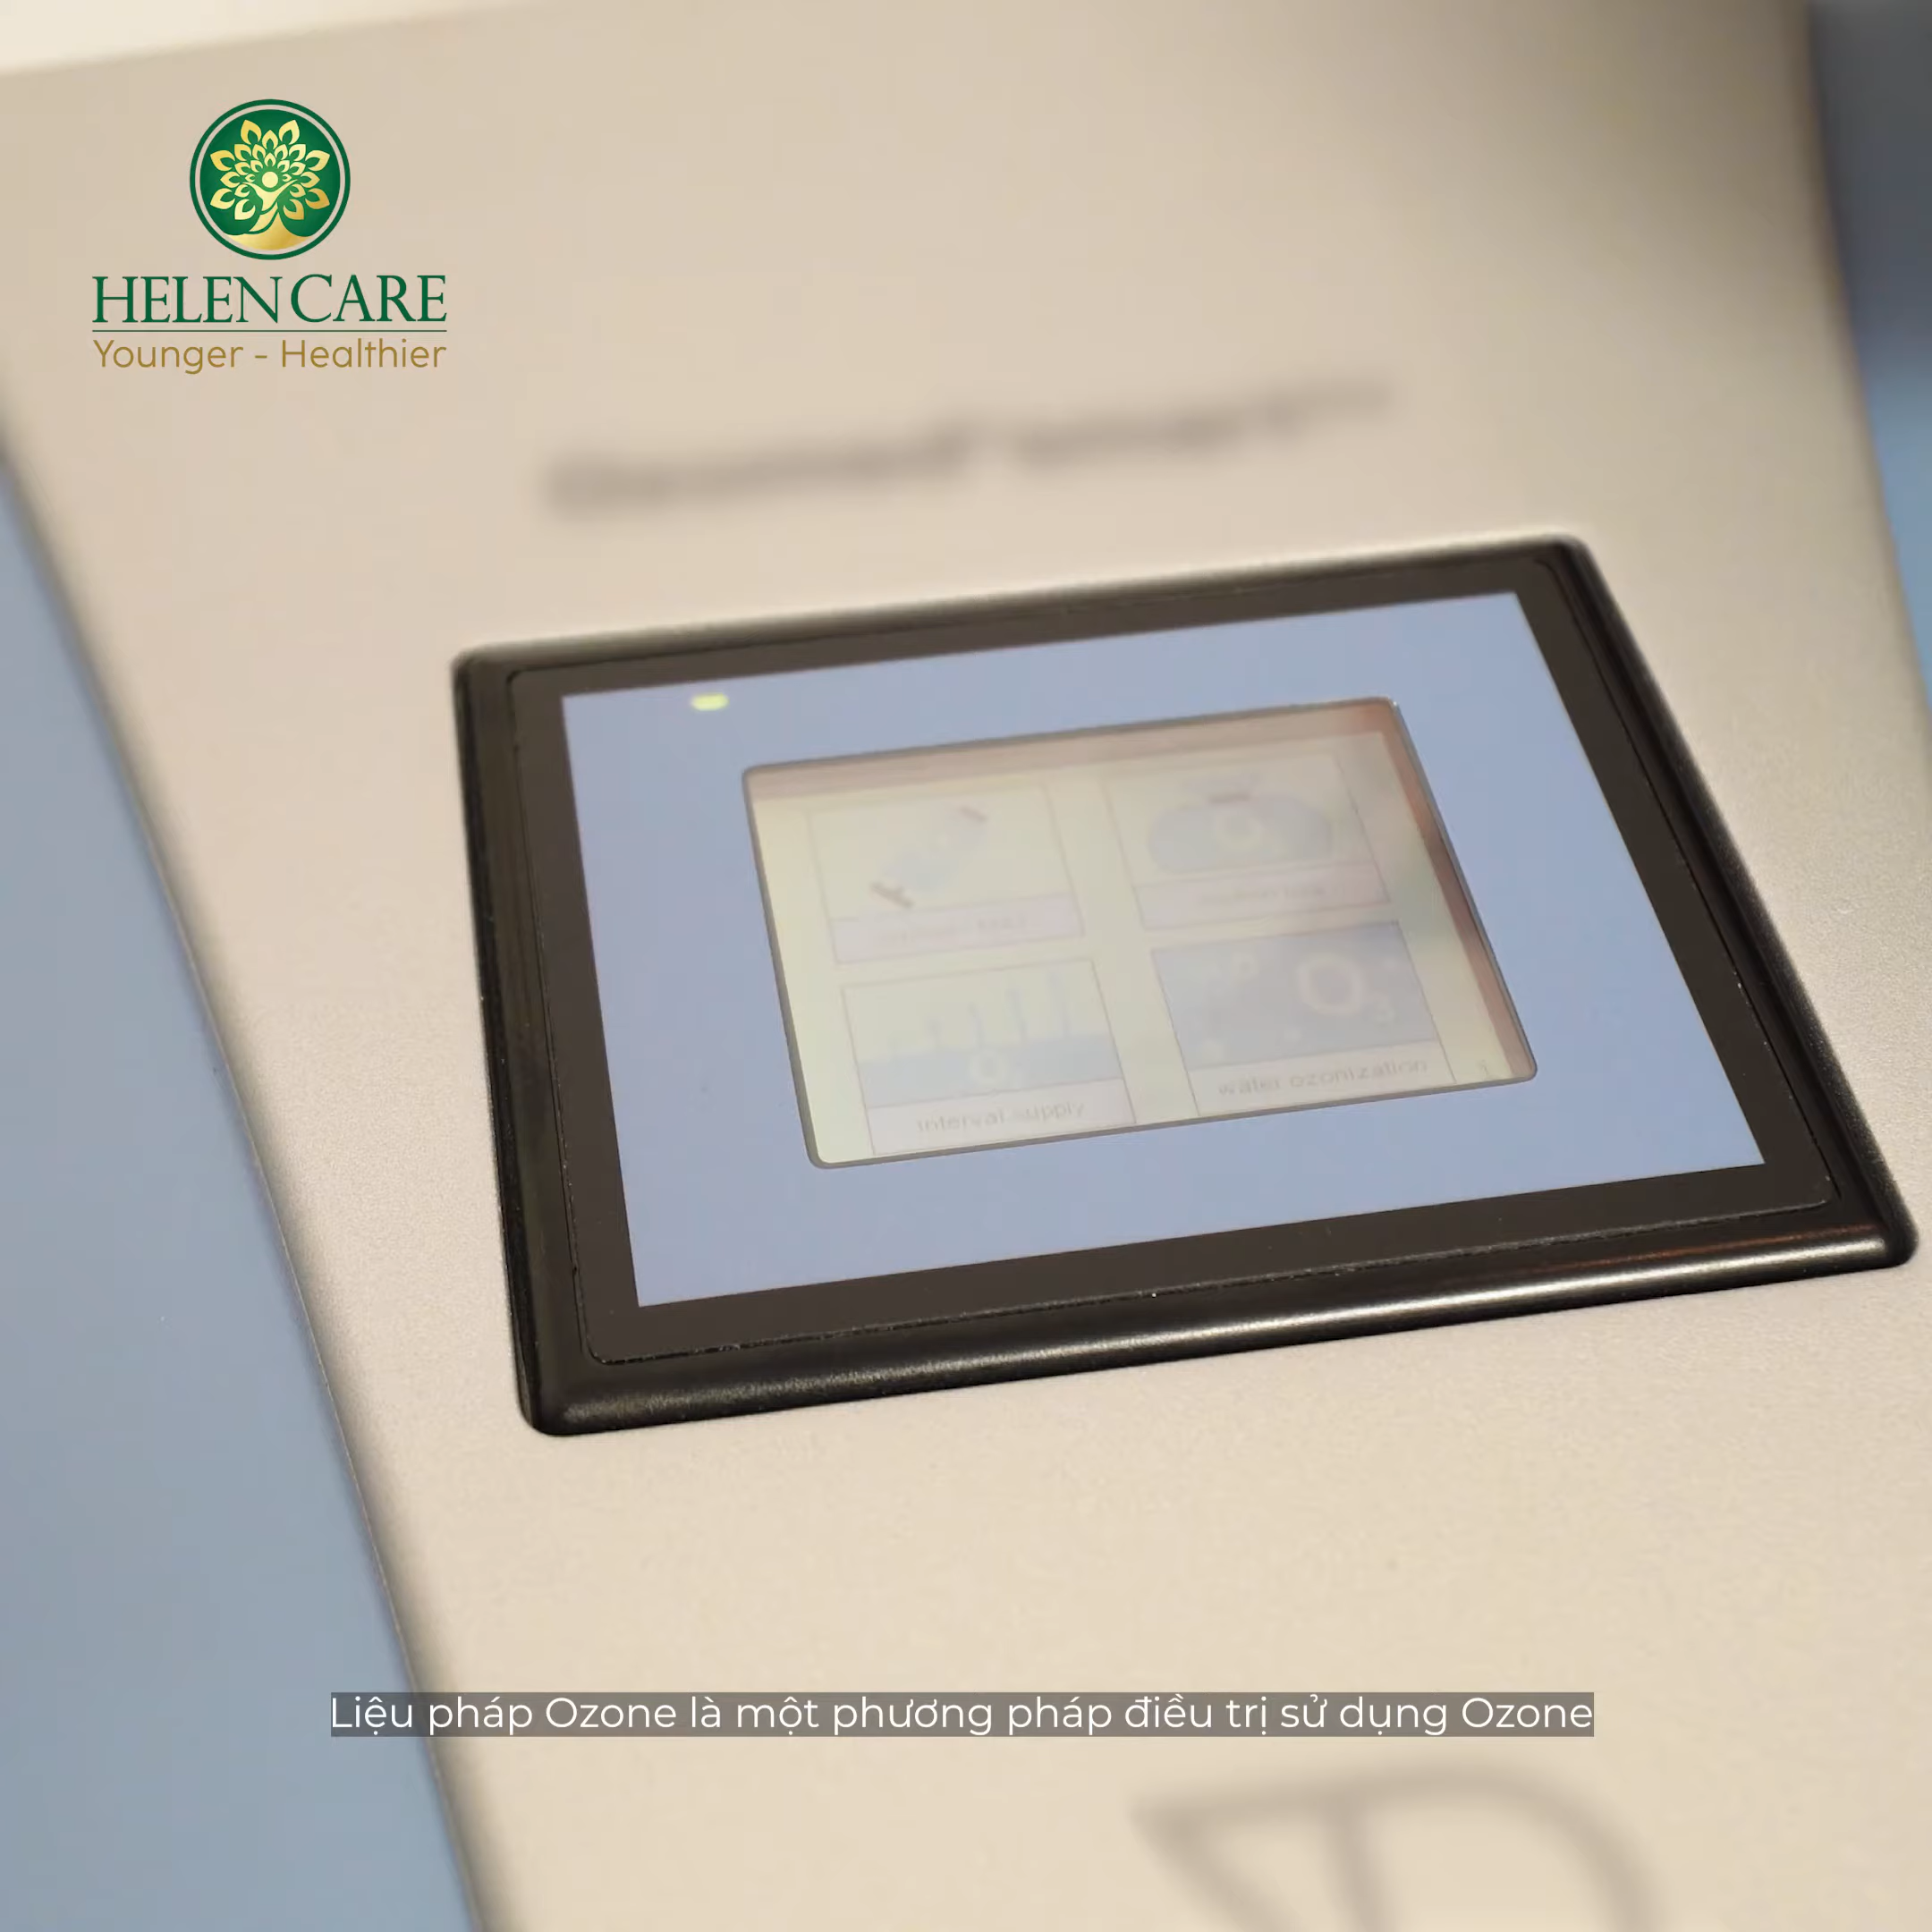 HELEN CARE
Younger - Healthier
O₃
interval supply
water ozonization
Liệu pháp Ozone là một phương pháp điều trị sử dụng Ozone